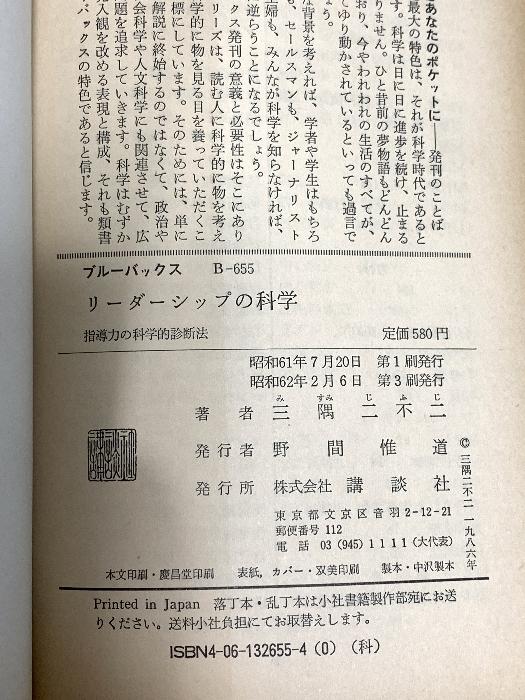 あなたのポケットに──発刊のことば
最大の特色は、それが科学時代であると
す。科学は日に日に進歩を続け、止まる
りません。ひと昔前の夢物語もどんどん
おり、今やわれわれの生活のすべてが、
てゆり動かされているといっても過言で
ょう。
な背景を考えれば、学者や学生はもちろ
も、セールスマンも、ジャーナリスト
婦も、みんなが科学を知らなければ、
逆らうことになるでしょう。
クス発刊の意義と必要性はそこにあり
リーズは、読む人に科学的に物を考え
学的に物を見る目を養っていただくこ
標にしています。そのためには、単に
解説に終始するのではなくて、政治や
会科学や人文科学にも関連させて、広
題を追求していきます。科学はむずか
入観を改める表現と構成、それも類書
バックスの特色であると信じます。
ブルーバックス B-655
リーダーシップの科学
指導力の科学的診断法 定価580円
昭和61年7月20日 第1刷発行
昭和62年2月6日 第3刷発行
み すみ じ ふ じ
著者 三隅二不二
発行者 野間惟道
発行所 株式会社 講談社
東京都文京区音羽2-12-21
郵便番号 112
電話 03(945)1111(大代表)
© 三隅二不二 一九八六年
本文印刷・慶昌堂印刷 表紙,カバー・双美印刷 製本・中沢製本
Printed in Japan 落丁本・乱丁本は小社書籍製作部宛にお送
りください。送料小社負担にてお取替えします。
ISBN4-06-132655-4 (0) (科)